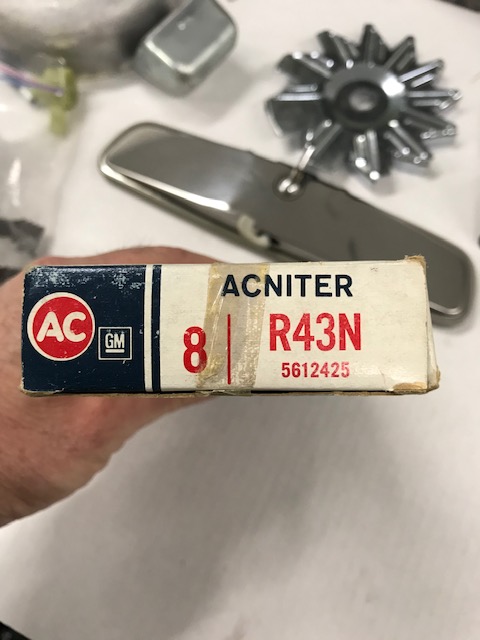 AC
GM
ACNITER
8
R43N
5612425